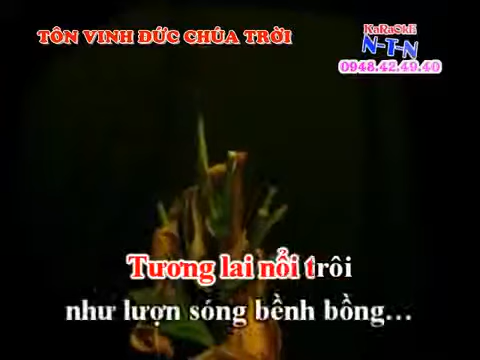 TÔN VINH ĐỨC CHÚA TRỜI
KaRaOkE
N-T-N
0948.42.49.40
Tương lai nổi trôi
như lượn sóng bềnh bồng...